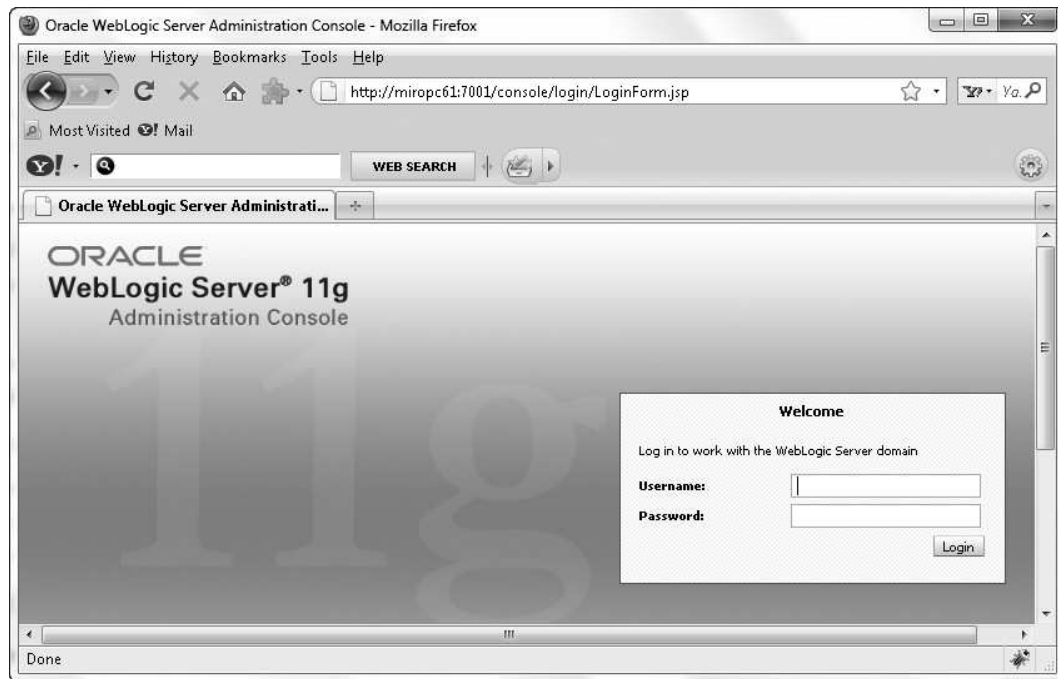 Oracle WebLogic Server Administration Console - Mozilla Firefox
File Edit View History Bookmarks Tools Help
http://miropc61:7001/console/login/LoginForm.jsp
Ya.
Most Visited Y! Mail
Y! WEB SEARCH
Oracle WebLogic Server Administrati...
ORACLE
WebLogic Server® 11g
Administration Console
11g
Welcome
Log in to work with the WebLogic Server domain
Username:
Password:
Login
Done